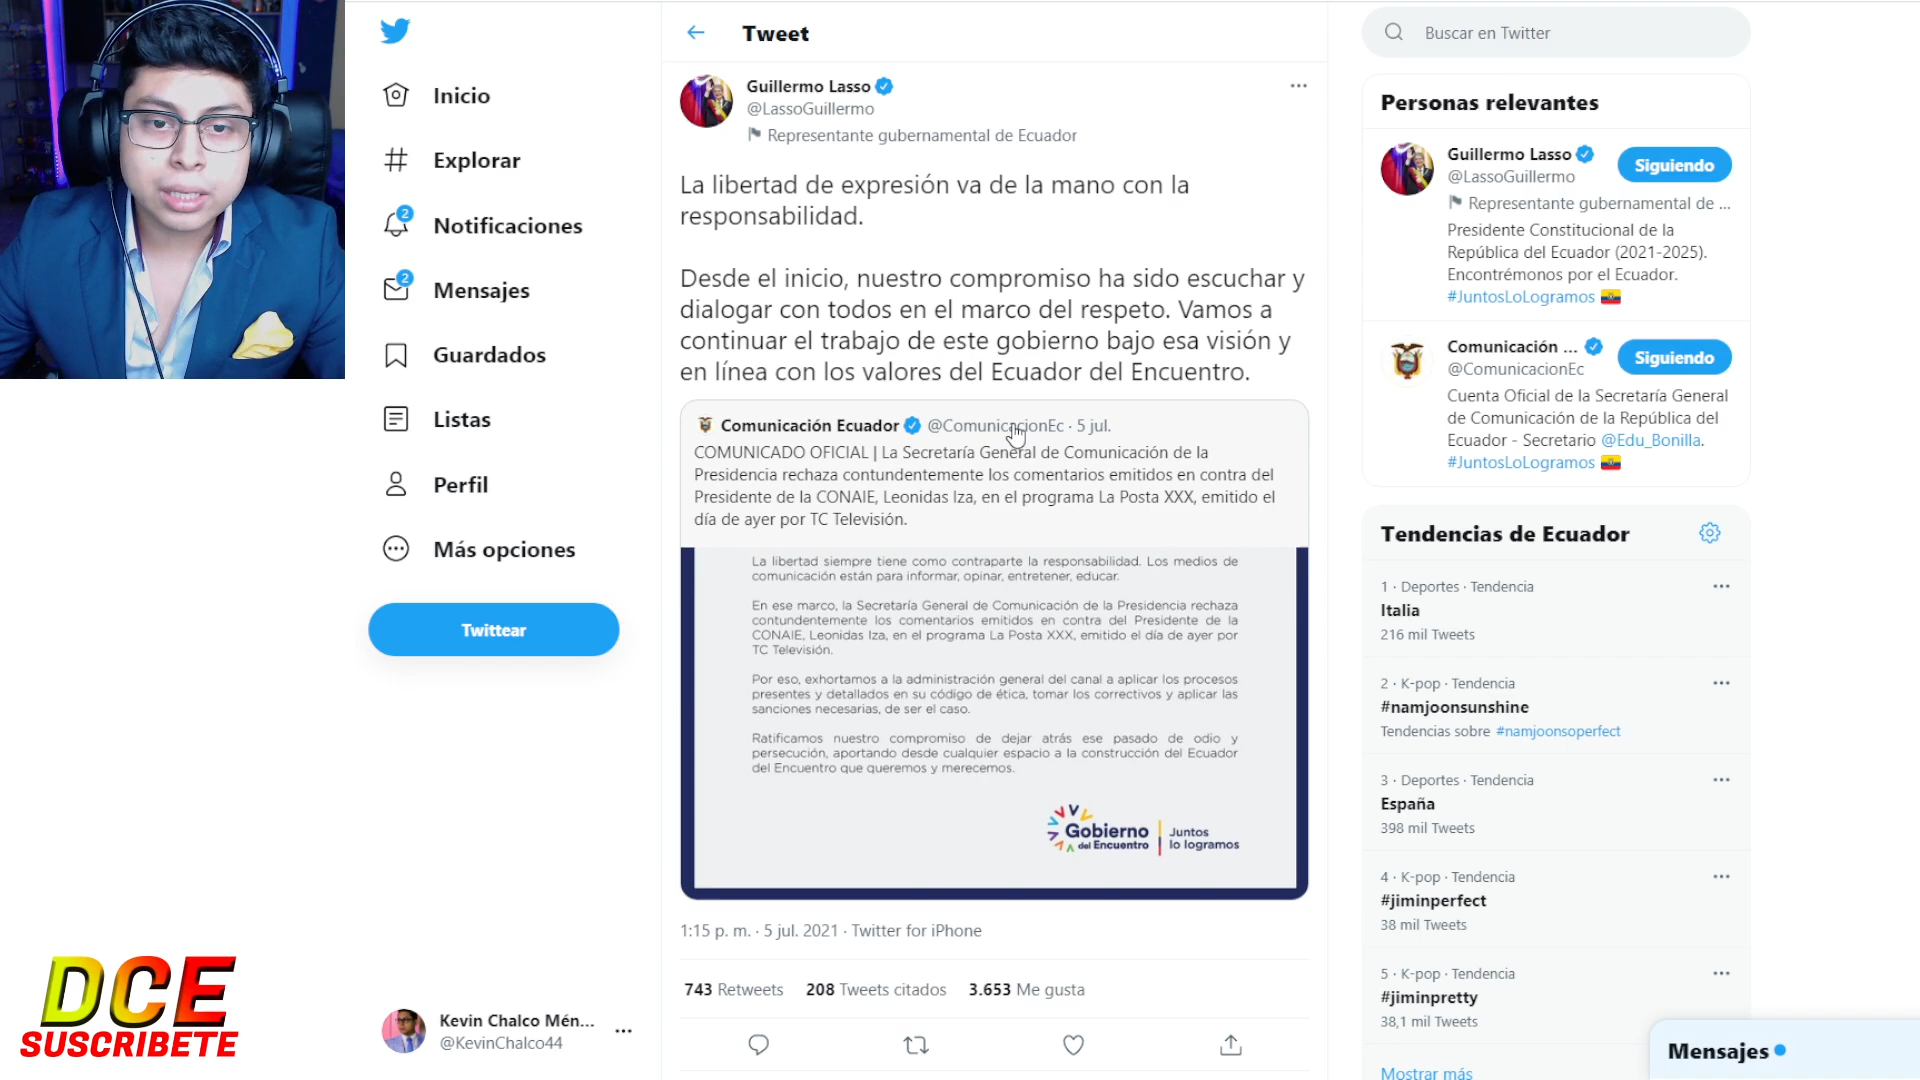 Inicio
Explorar
2
Notificaciones
2
Mensajes
Guardados
Listas
Perfil
Más opciones
Twittear
Kevin Chalco Mén...
@KevinChalco44
DCE
SUSCRIBETE
Tweet
Guillermo Lasso
@LassoGuillermo
Representante gubernamental de Ecuador
La libertad de expresión va de la mano con la
responsabilidad.
Desde el inicio, nuestro compromiso ha sido escuchar y
dialogar con todos en el marco del respeto. Vamos a
continuar el trabajo de este gobierno bajo esa visión y
en línea con los valores del Ecuador del Encuentro.
Comunicación Ecuador @ComunicacionEc · 5 jul.
COMUNICADO OFICIAL | La Secretaría General de Comunicación de la
Presidencia rechaza contundentemente los comentarios emitidos en contra del
Presidente de la CONAIE, Leonidas Iza, en el programa La Posta XXX, emitido el
día de ayer por TC Televisión.
La libertad siempre tiene como contraparte la responsabilidad. Los medios de
comunicación están para informar, opinar, entretener, educar.
En ese marco, la Secretaría General de Comunicación de la Presidencia rechaza
contundentemente los comentarios emitidos en contra del Presidente de la
CONAIE, Leonidas Iza, en el programa La Posta XXX, emitido el día de ayer por
TC Televisión.
Por eso, exhortamos a la administración general del canal a aplicar los procesos
presentes y detallados en su código de ética, tomar los correctivos y aplicar las
sanciones necesarias, de ser el caso.
Ratificamos nuestro compromiso de dejar atrás ese pasado de odio y
persecución, aportando desde cualquier espacio a la construcción del Ecuador
del Encuentro que queremos y merecemos.
Gobierno
del Encuentro
Juntos
lo logramos
1:15 p. m. · 5 jul. 2021 · Twitter for iPhone
743 Retweets 208 Tweets citados 3.653 Me gusta
Buscar en Twitter
Personas relevantes
Guillermo Lasso
Siguiendo
@LassoGuillermo
Representante gubernamental de ...
Presidente Constitucional de la
República del Ecuador (2021-2025).
Encontrémonos por el Ecuador.
#JuntosLoLogramos
Comunicación ...
Siguiendo
@ComunicacionEc
Cuenta Oficial de la Secretaría General
de Comunicación de la República del
Ecuador - Secretario @Edu_Bonilla.
#JuntosLoLogramos
Tendencias de Ecuador
1 · Deportes · Tendencia
Italia
216 mil Tweets
2 · K-pop · Tendencia
#namjoonsunshine
Tendencias sobre #namjoonsoperfect
3 · Deportes · Tendencia
España
398 mil Tweets
4 · K-pop · Tendencia
#jiminperfect
38 mil Tweets
5 · K-pop · Tendencia
#jiminpretty
38,1 mil Tweets
Mostrar más
Mensajes